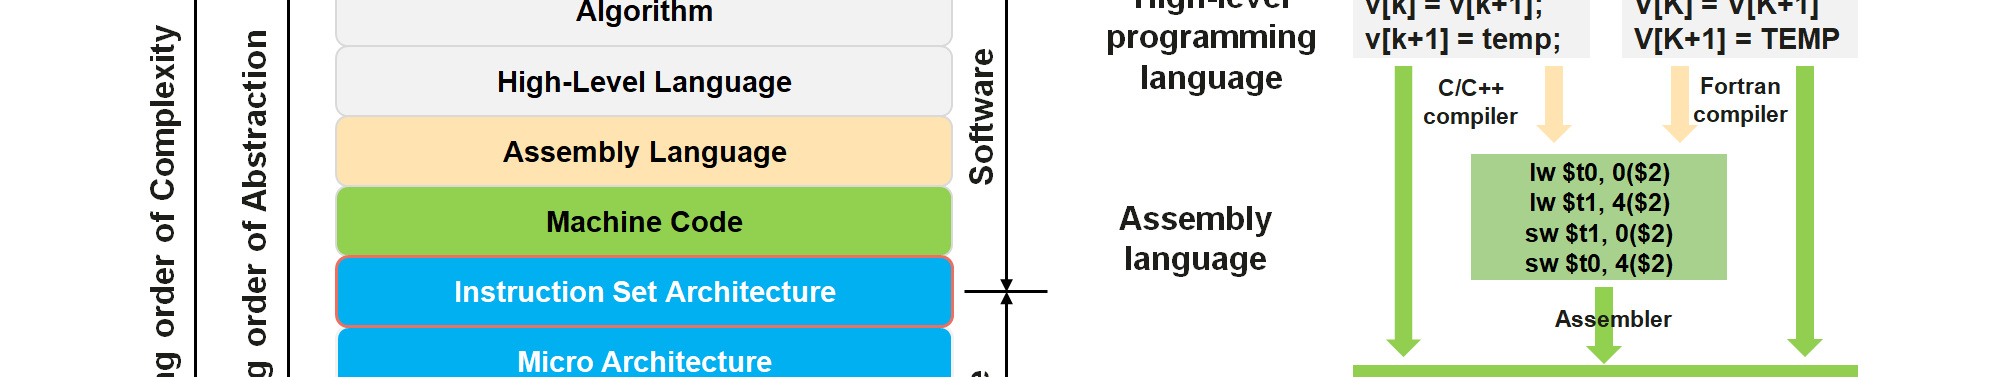 order of Complexity
order of Abstraction
Algorithm
High-Level Language
Assembly Language
Machine Code
Instruction Set Architecture
Micro Architecture
Software
High-level
programming
language
Assembly
language
v[k] = v[k+1];
v[k+1] = temp;
V[K] = V[K+1]
V[K+1] = TEMP
C/C++
compiler
Fortran
compiler
lw $t0, 0($2)
lw $t1, 4($2)
sw $t1, 0($2)
sw $t0, 4($2)
Assembler